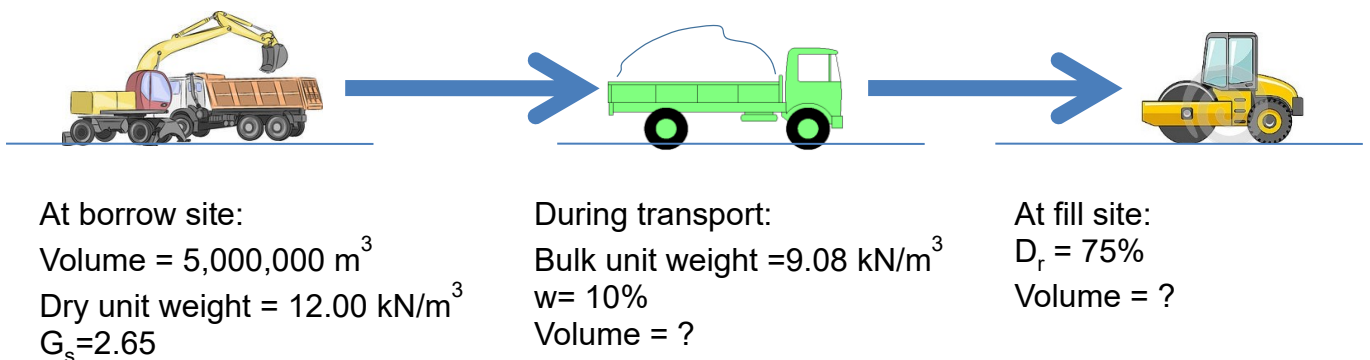 At borrow site:
Volume = 5,000,000 m³
Dry unit weight = 12.00 kN/m³
Gₛ=2.65
During transport:
Bulk unit weight =9.08 kN/m³
w= 10%
Volume = ?
At fill site:
Dᵣ = 75%
Volume = ?